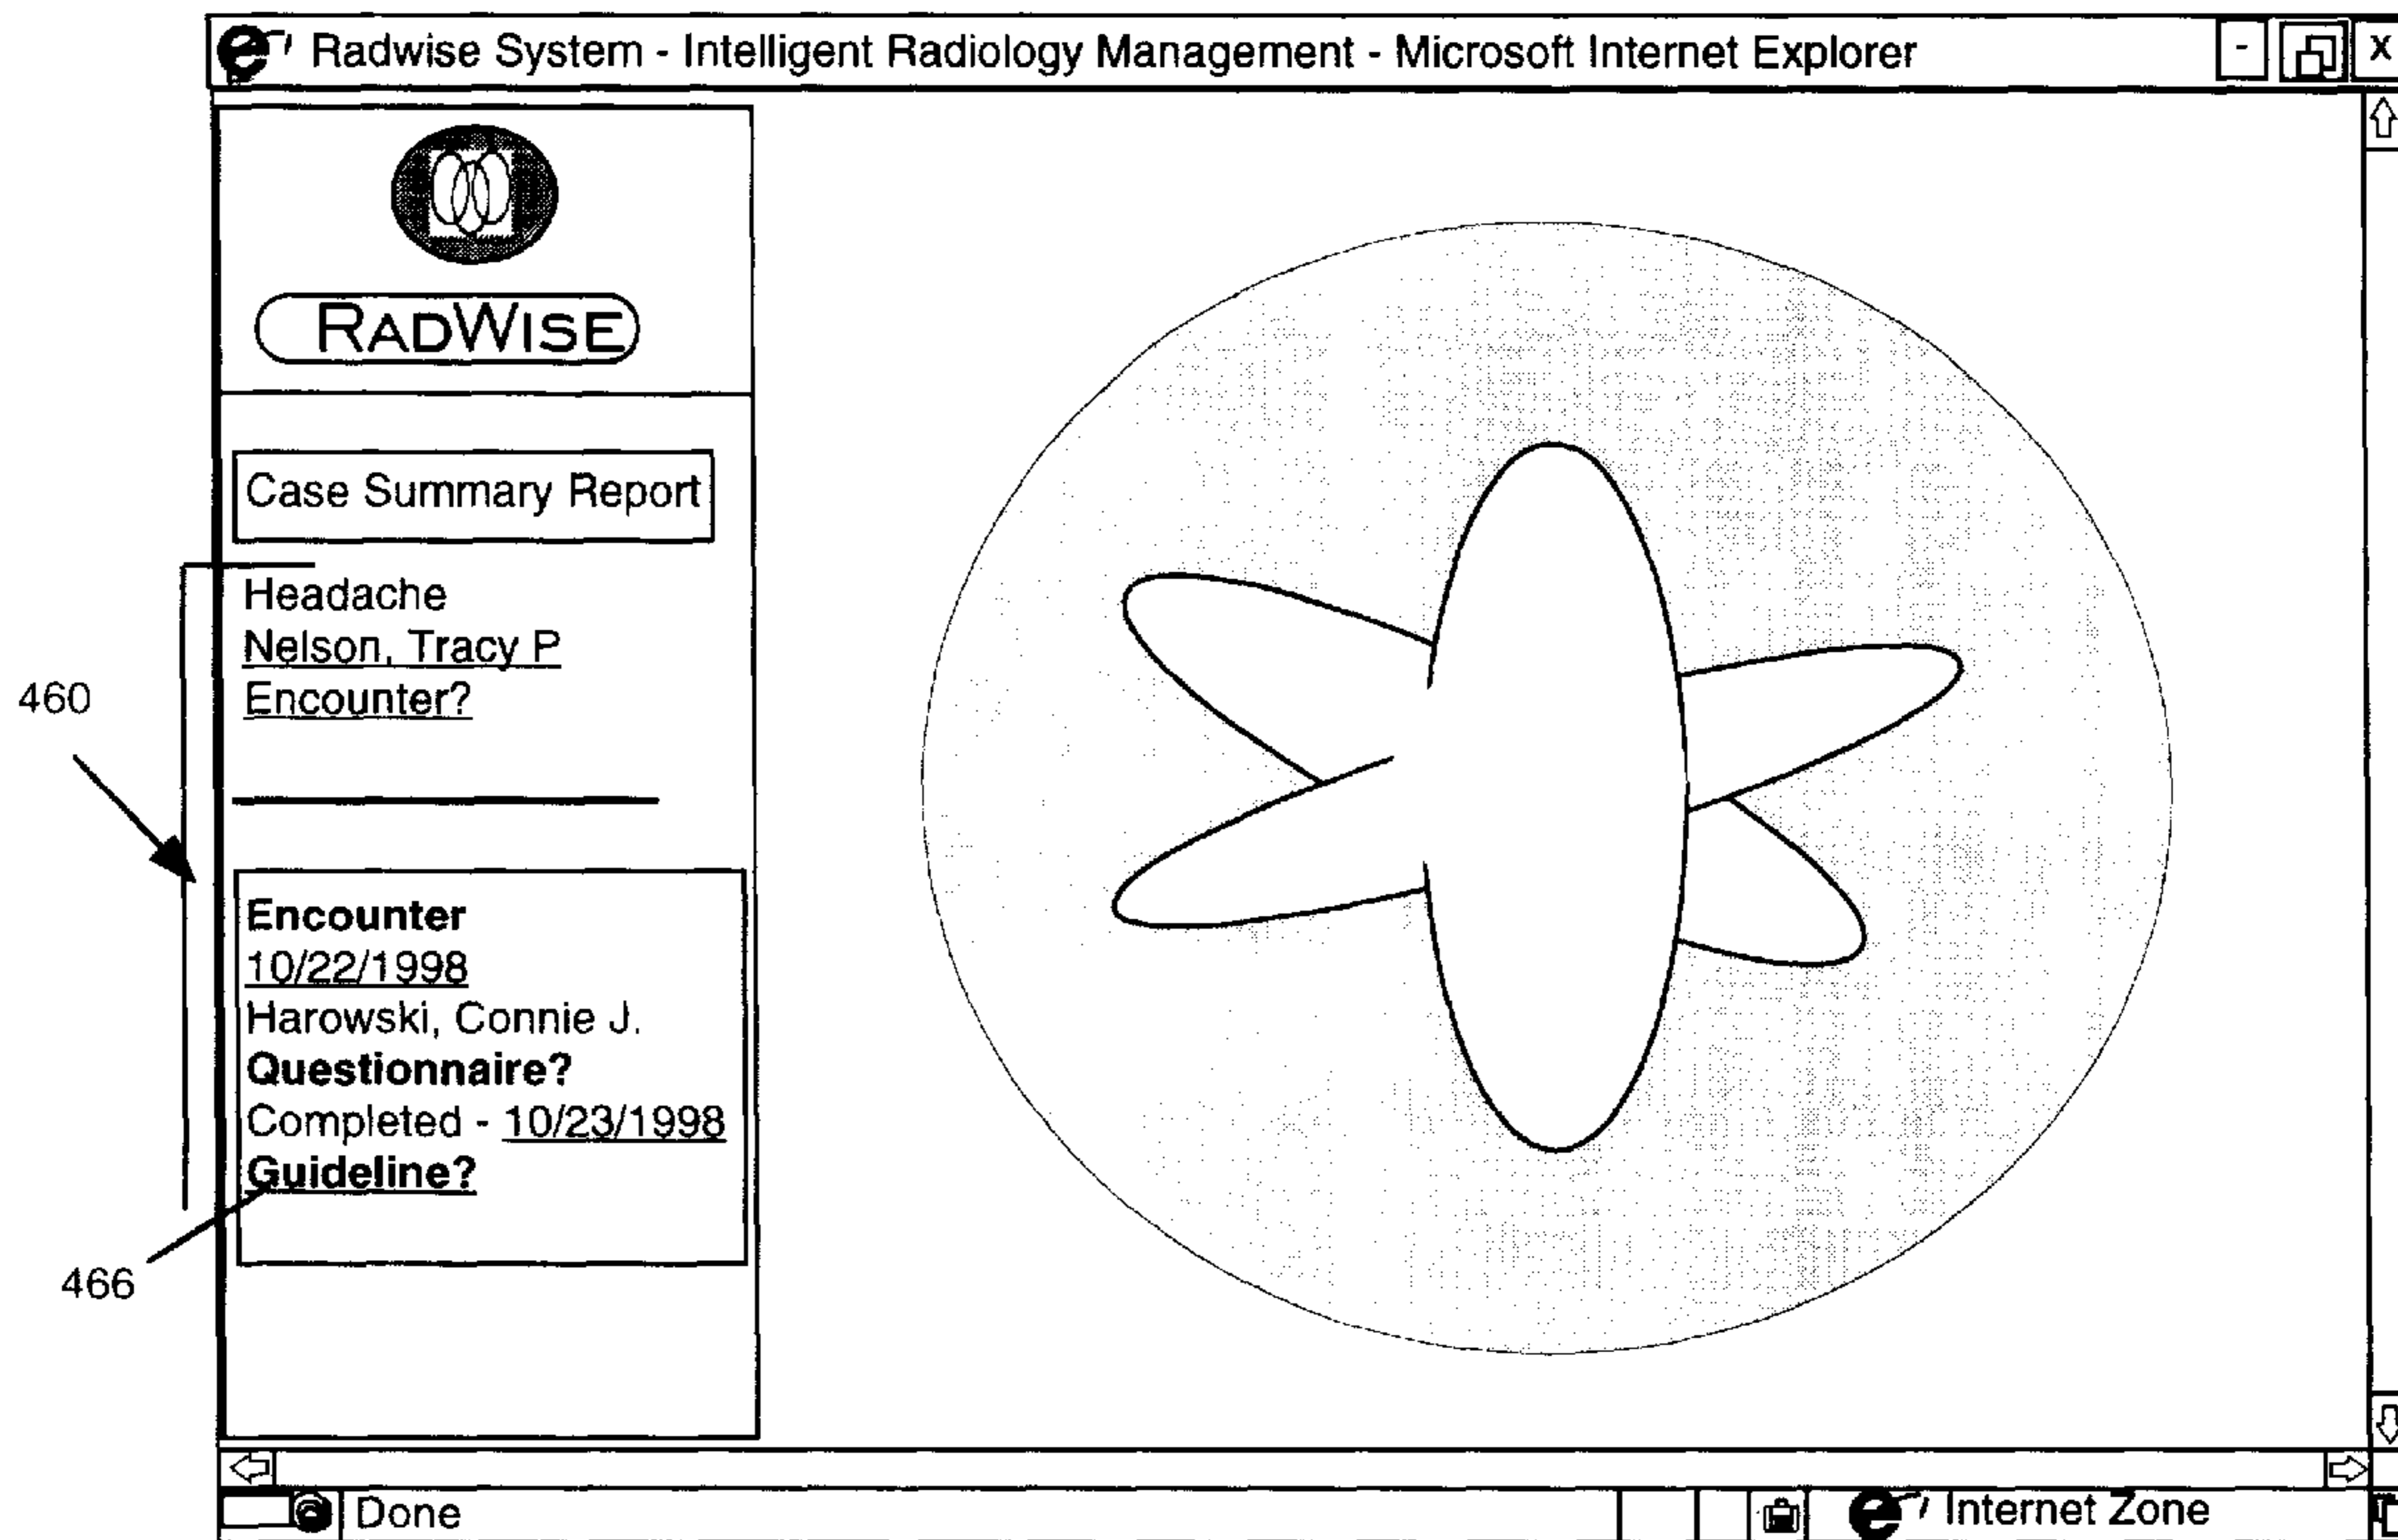 Radwise System - Intelligent Radiology Management - Microsoft Internet Explorer
- X
RADWISE
Case Summary Report
Headache
Nelson, Tracy P
Encounter?
460
Encounter
10/22/1998
Harowski, Connie J.
Questionnaire?
Completed - 10/23/1998
Guideline?
466
Done
Internet Zone